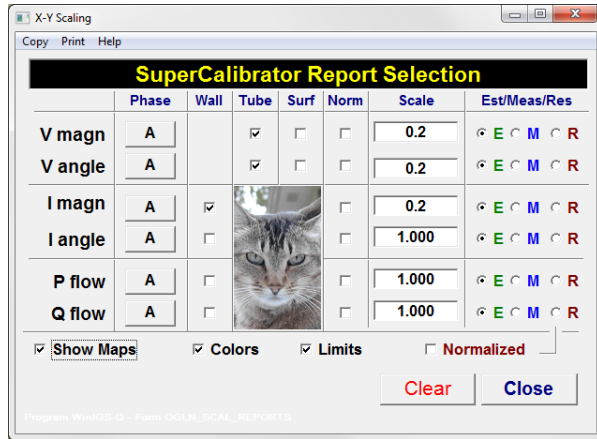 X-Y Scaling
Copy Print Help
SuperCalibrator Report Selection
Phase Wall Tube Surf Norm Scale Est/Meas/Res
V magn A 0.2 E M R
V angle A 0.2 E M R
I magn A 0.2 E M R
I angle A 1.000 E M R
P flow A 1.000 E M R
Q flow A 1.000 E M R
Show Maps Colors Limits Normalized
Clear Close
Program WinIGS-Q - Form OGLN_SCAL_REPORTS